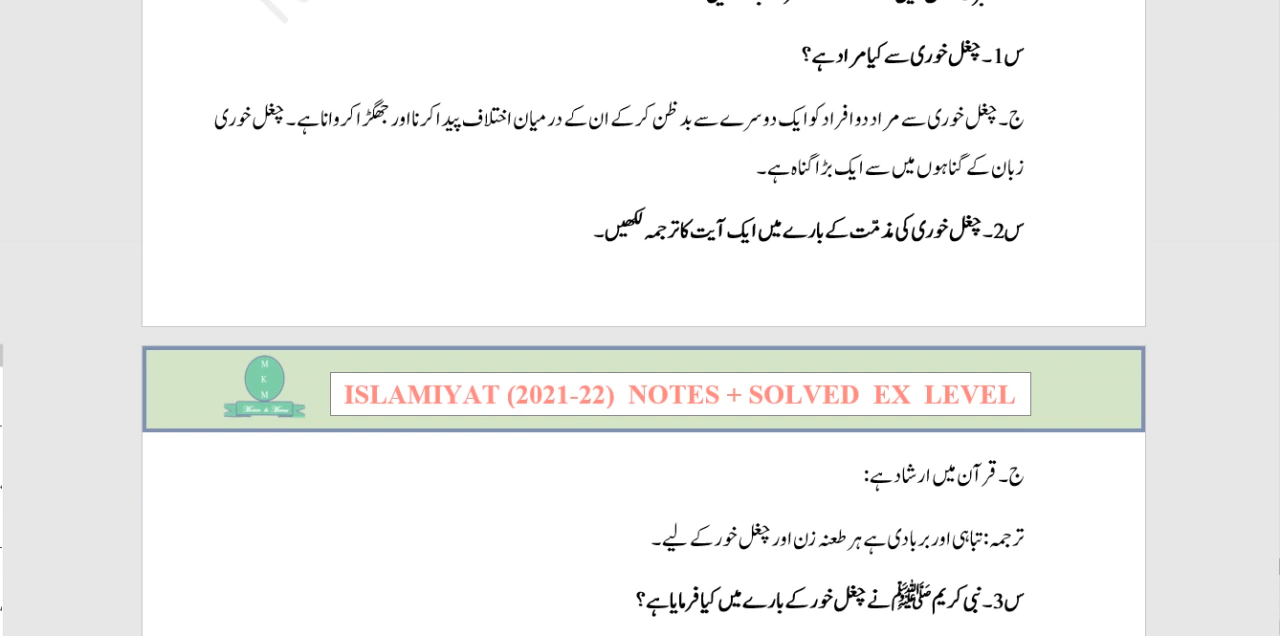 س1۔ چغل خوری سے کیا مراد ہے؟
ج۔ چغل خوری سے مراد دو افراد کو ایک دوسرے سے بد ظن کر کے ان کے درمیان اختلاف پیدا کرنا اور جھگڑا کروانا ہے۔ چغل خوری
زبان کے گناہوں میں سے ایک بڑا گناہ ہے۔
س2۔ چغل خوری کی مذمّت کے بارے میں ایک آیت کا ترجمہ لکھیں۔
M
K
M
ISLAMIYAT (2021-22) NOTES + SOLVED EX LEVEL
ج۔ قرآن میں ارشاد ہے:
ترجمہ: تباہی اور بربادی ہے ہر طعنہ زن اور چغل خور کے لیے۔
س3۔ نبی کریم ﷺ نے چغل خور کے بارے میں کیا فرمایا ہے؟